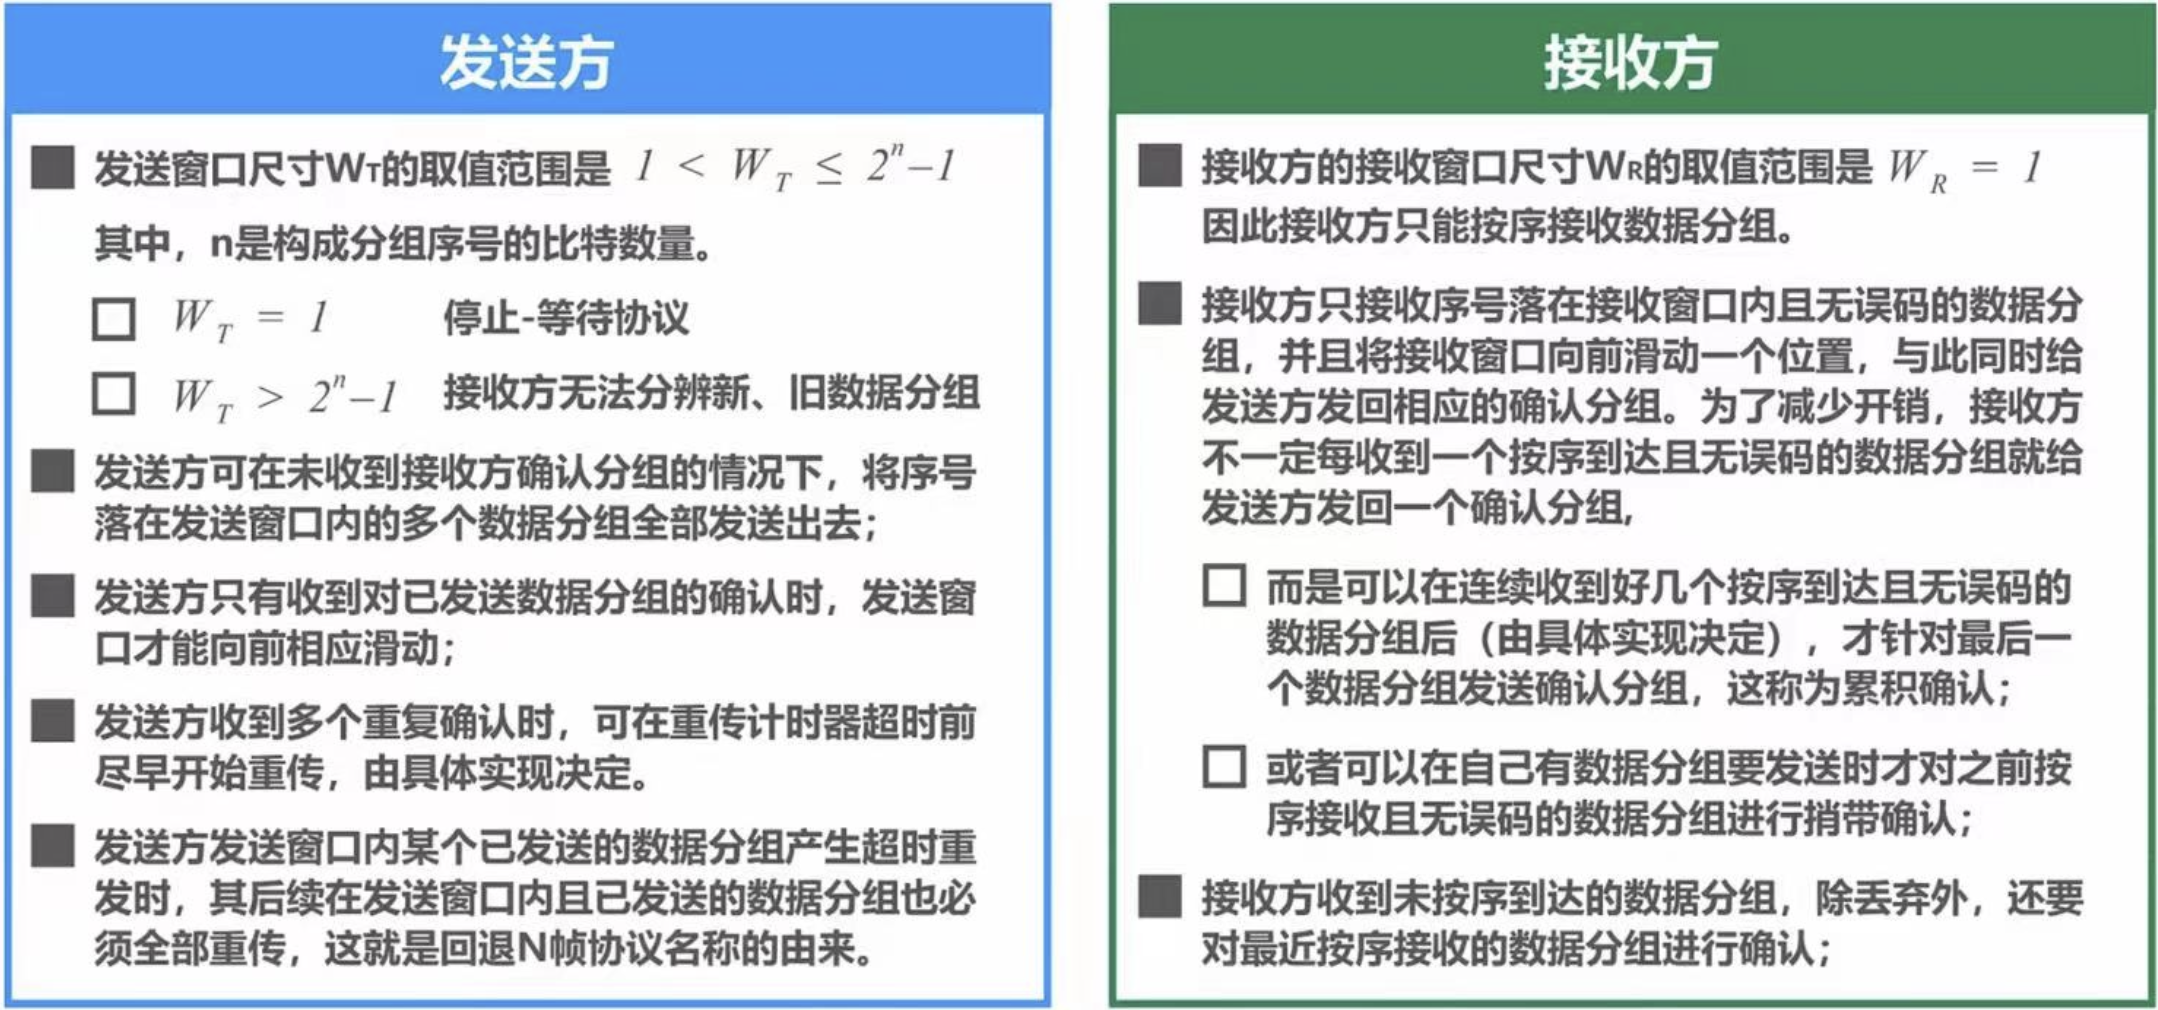 发送方
■ 发送窗口尺寸WT的取值范围是 1 < W_T ≤ 2^n−1
其中，n是构成分组序号的比特数量。
□ W_T = 1 停止-等待协议
□ W_T > 2^n−1 接收方无法分辨新、旧数据分组
■ 发送方可在未收到接收方确认分组的情况下，将序号
落在发送窗口内的多个数据分组全部发送出去；
■ 发送方只有收到对已发送数据分组的确认时，发送窗
口才能向前相应滑动；
■ 发送方收到多个重复确认时，可在重传计时器超时前
尽早开始重传，由具体实现决定。
■ 发送方发送窗口内某个已发送的数据分组产生超时重
发时，其后续在发送窗口内且已发送的数据分组也必
须全部重传，这就是回退N帧协议名称的由来。
接收方
■ 接收方的接收窗口尺寸WR的取值范围是 W_R = 1
因此接收方只能按序接收数据分组。
■ 接收方只接收序号落在接收窗口内且无误码的数据分
组，并且将接收窗口向前滑动一个位置，与此同时给
发送方发回相应的确认分组。为了减少开销，接收方
不一定每收到一个按序到达且无误码的数据分组就给
发送方发回一个确认分组,
□ 而是可以在连续收到好几个按序到达且无误码的
数据分组后（由具体实现决定），才针对最后一
个数据分组发送确认分组，这称为累积确认；
□ 或者可以在自己有数据分组要发送时才对之前按
序接收且无误码的数据分组进行捎带确认；
■ 接收方收到未按序到达的数据分组，除丢弃外，还要
对最近按序接收的数据分组进行确认；